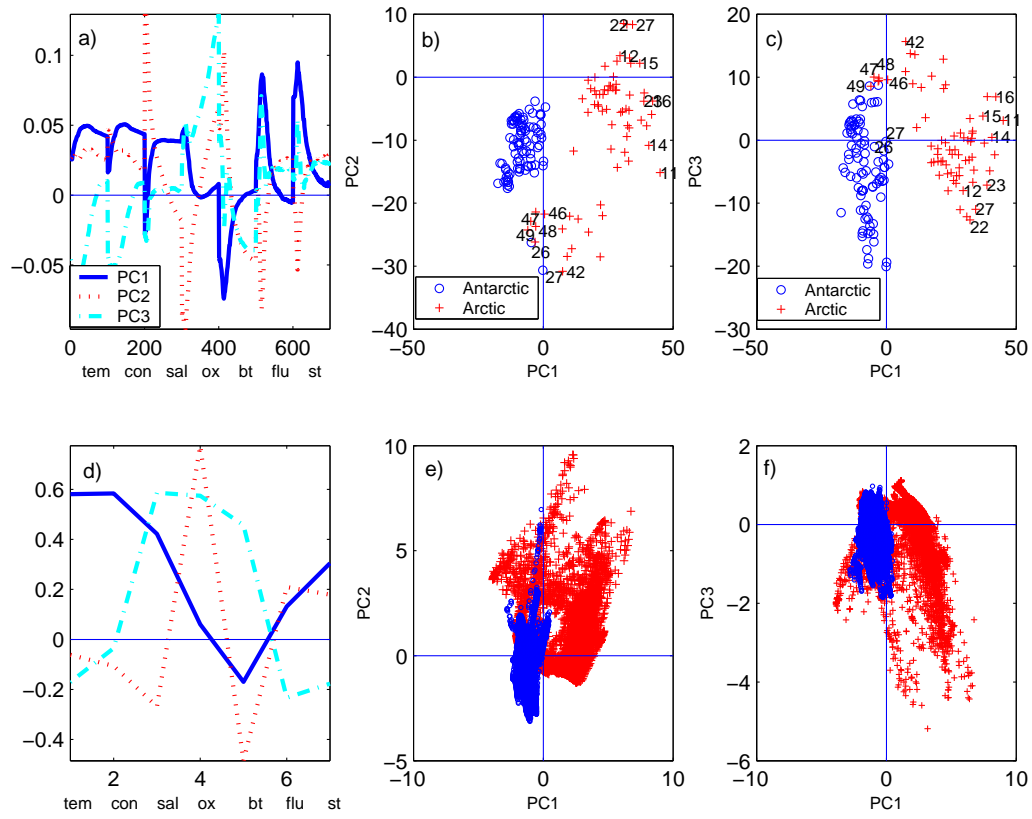 a)
0.1
0.05
0
−0.05
PC1
PC2
PC3
0 200 400 600
tem con sal ox bt flu st
b)
10
0
−10
−20
−30
−40
PC2
22 27
12
15
23 36
14
11
47 46
49 48
26
27 42
Antarctic
Arctic
−50 0 50
PC1
c)
30
20
10
0
−10
−20
−30
PC3
42
47 48
49 46
16
15 11
27
26 14
12 23
27
22
Antarctic
Arctic
−50 0 50
PC1
d)
0.6
0.4
0.2
0
−0.2
−0.4
2 4 6
tem con sal ox bt flu st
e)
10
5
0
−5
PC2
−10 0 10
PC1
f)
2
0
−2
−4
−6
PC3
−10 0 10
PC1